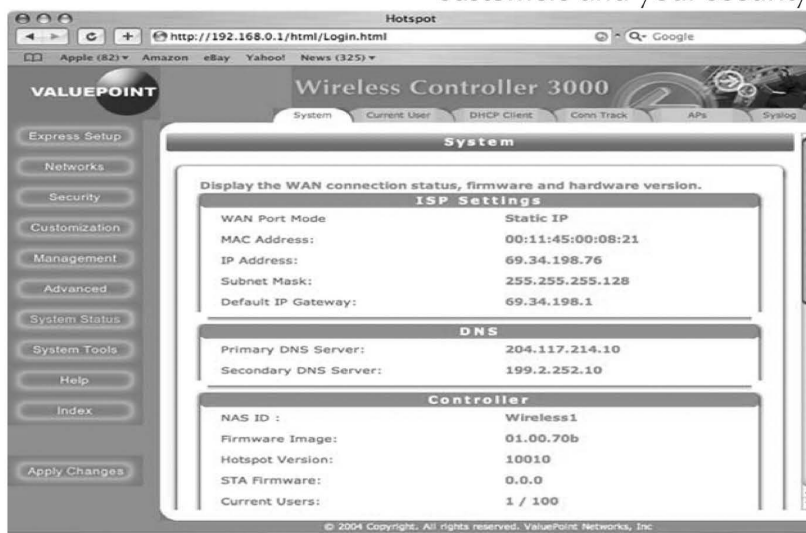 customers and your security
Hotspot
http://192.168.0.1/html/Login.html
Q- Google
Apple (82) Amazon eBay Yahoo! News (325)
VALUEPOINT
Wireless Controller 3000
System Current User DHCP Client Conn Track APs Syslog
Express Setup
Networks
Security
Customization
Management
Advanced
System Status
System Tools
Help
Index
Apply Changes
System
Display the WAN connection status, firmware and hardware version.
ISP Settings
WAN Port Mode Static IP
MAC Address: 00:11:45:00:08:21
IP Address: 69.34.198.76
Subnet Mask: 255.255.255.128
Default IP Gateway: 69.34.198.1
DNS
Primary DNS Server: 204.117.214.10
Secondary DNS Server: 199.2.252.10
Controller
NAS ID : Wireless1
Firmware Image: 01.00.70b
Hotspot Version: 10010
STA Firmware: 0.0.0
Current Users: 1 / 100
© 2004 Copyright. All rights reserved. ValuePoint Networks, Inc